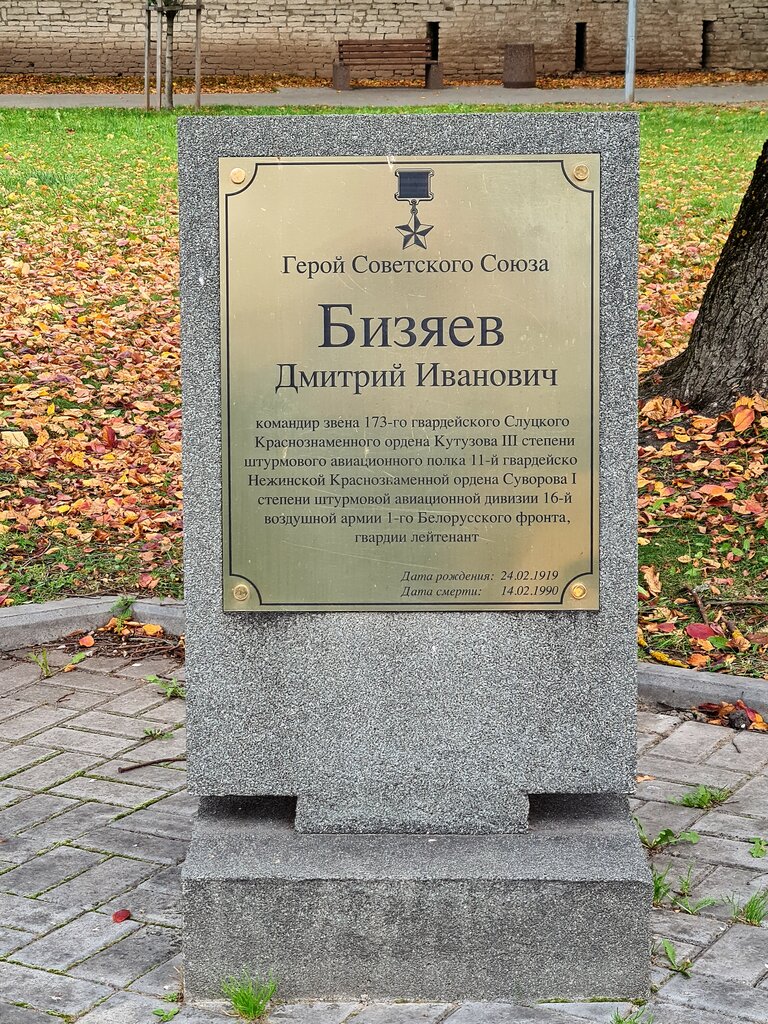 Герой Советского Союза
Бизяев
Дмитрий Иванович
командир звена 173-го гвардейского Слуцкого
Краснознаменного ордена Кутузова III степени
штурмового авиационного полка 11-й гвардейско
Нежинской Краснознаменной ордена Суворова I
степени штурмовой авиационной дивизии 16-й
воздушной армии 1-го Белорусского фронта,
гвардии лейтенант
Дата рождения: 24.02.1919
Дата смерти: 14.02.1990